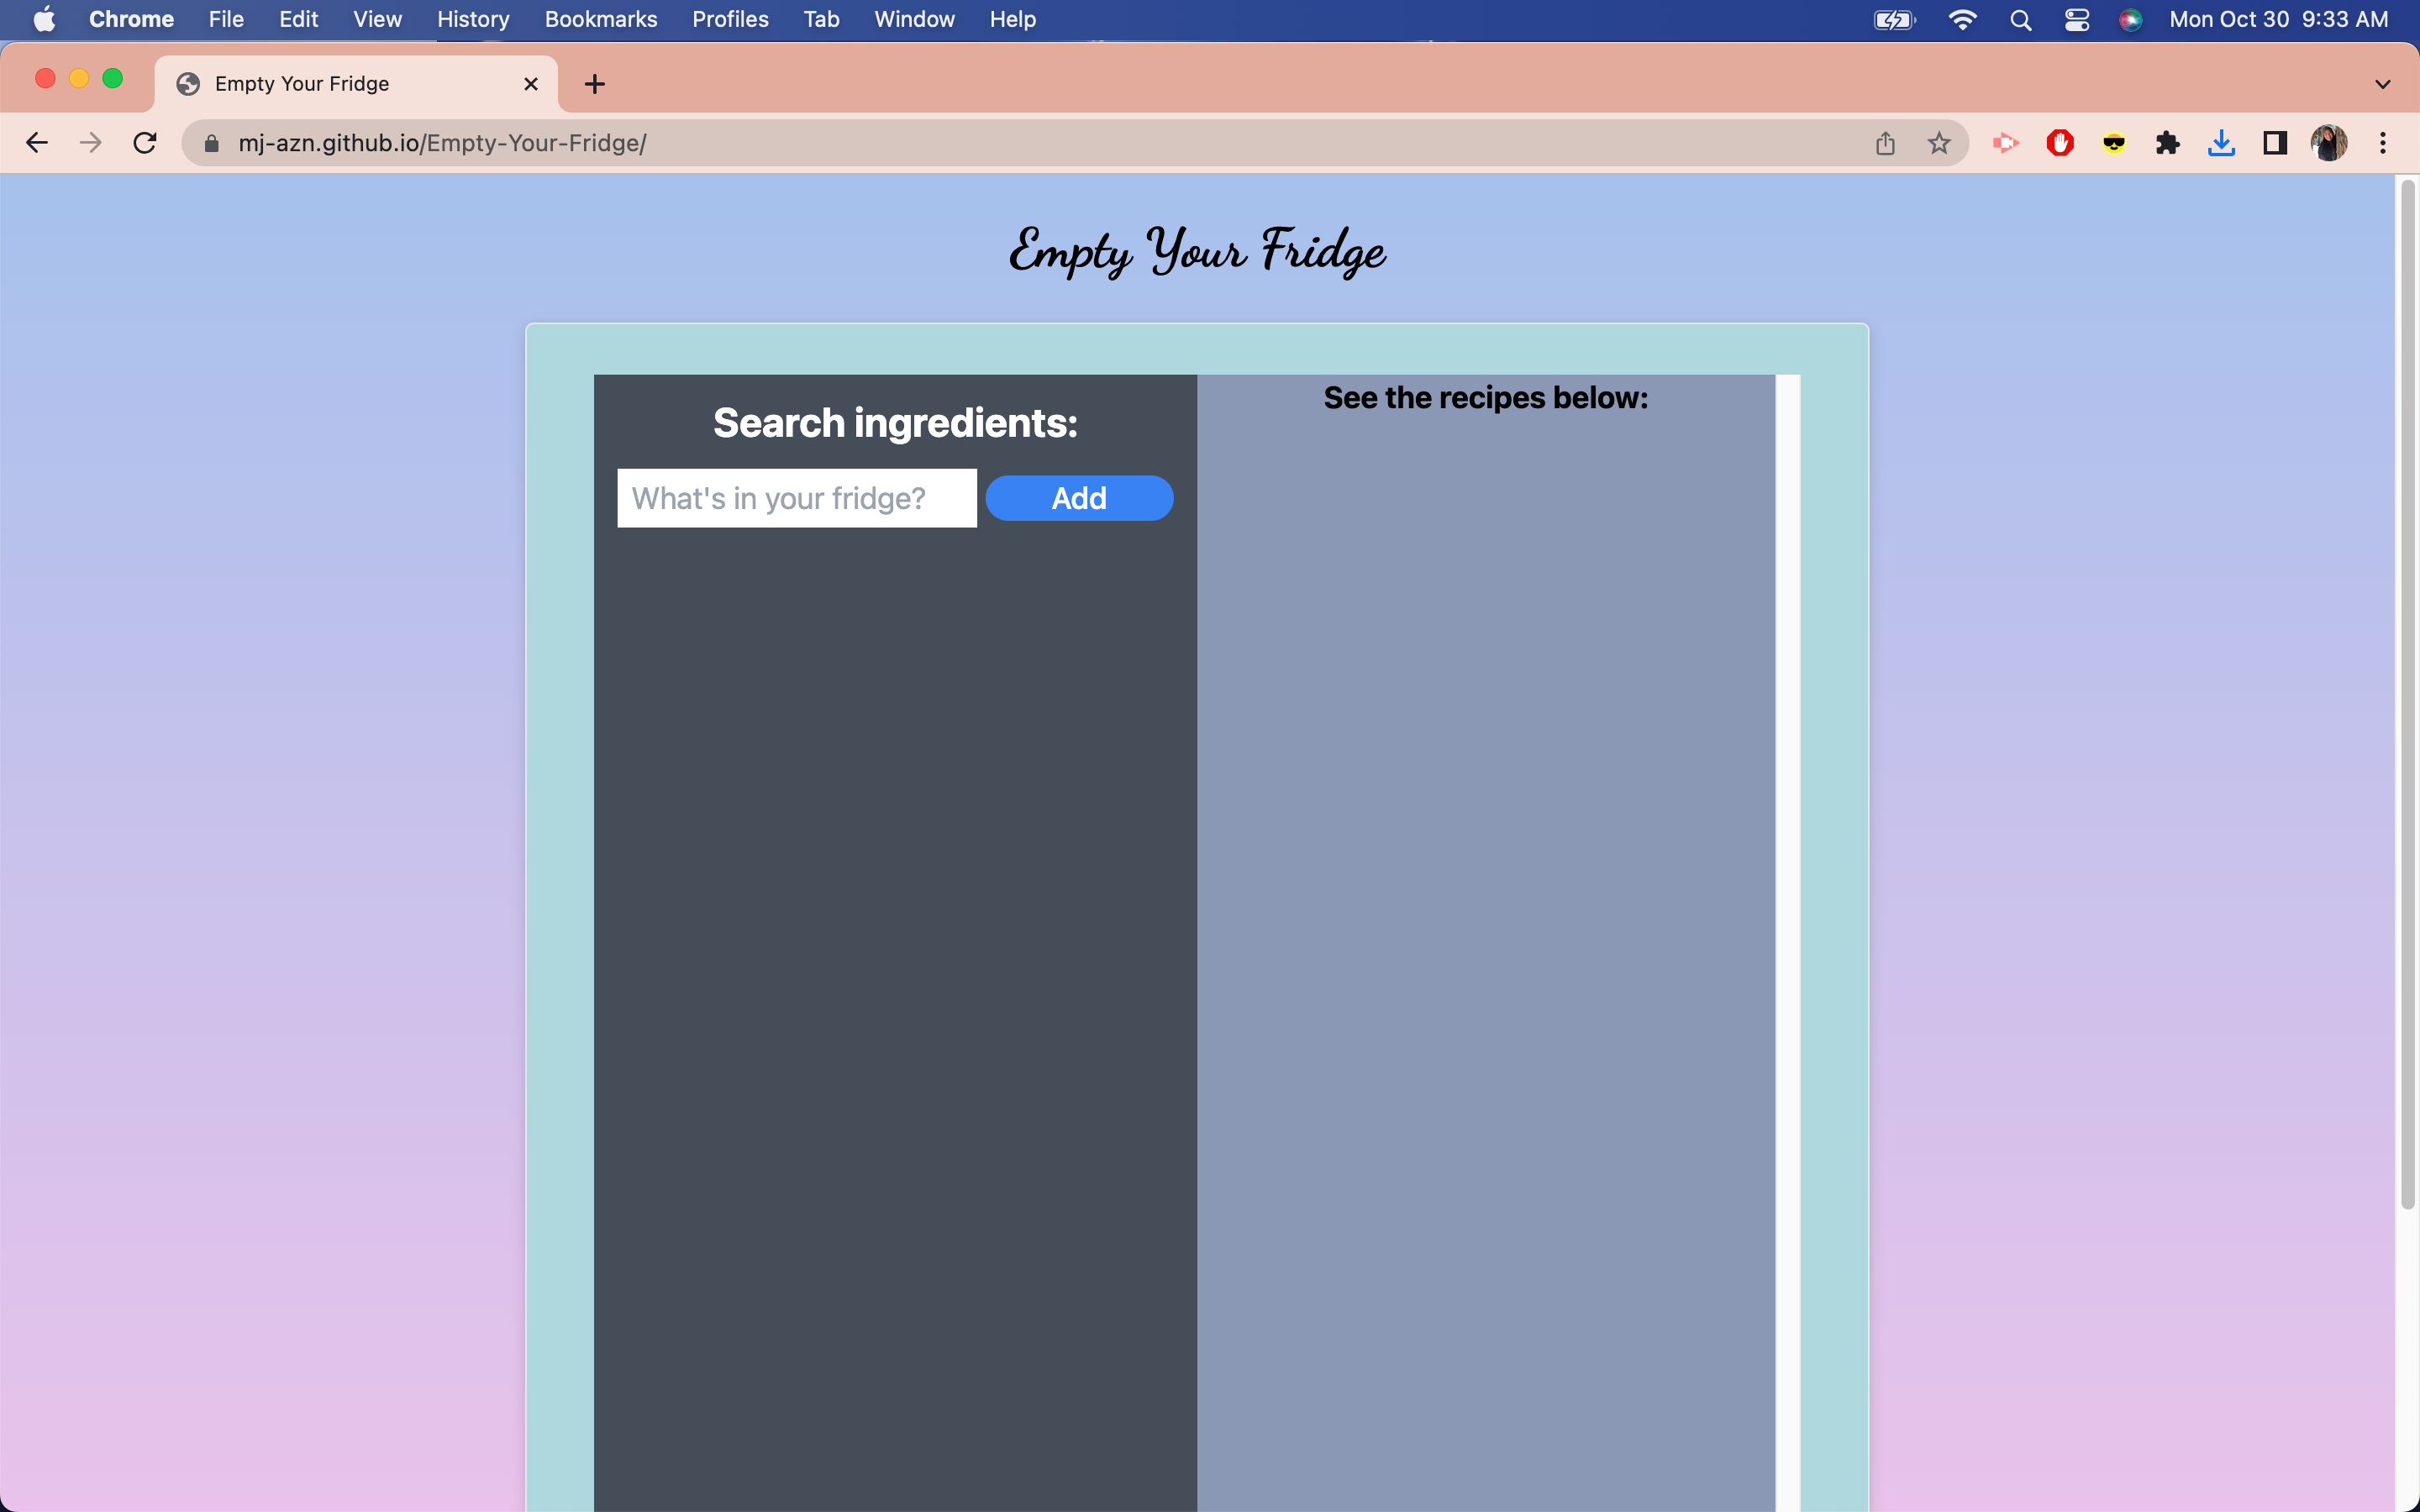 Chrome File Edit View History Bookmarks Profiles Tab Window Help Mon Oct 30 9:33 AM
Empty Your Fridge
mj-azn.github.io/Empty-Your-Fridge/
Empty Your Fridge
Search ingredients:
What's in your fridge? Add
See the recipes below: